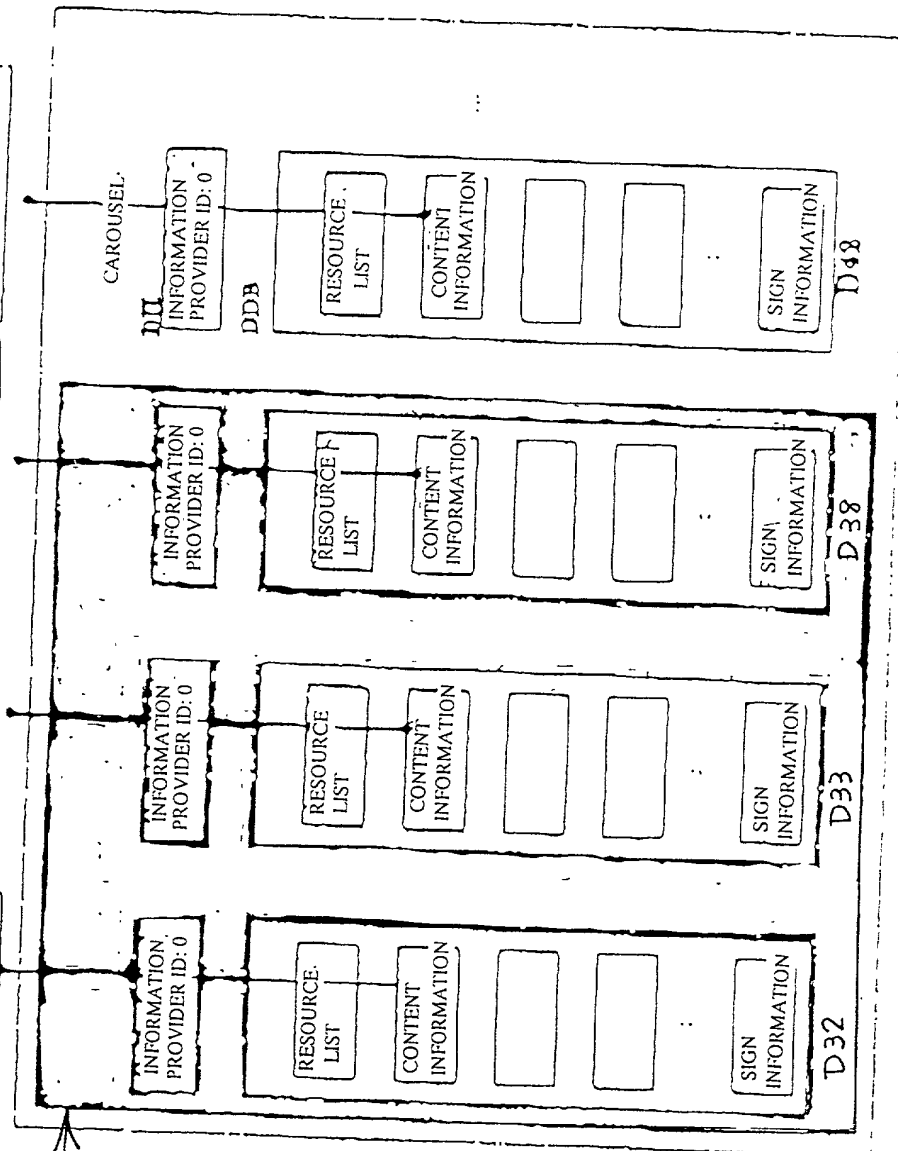 INFORMATION
PROVIDER ID: 0
RESOURCE
LIST
CONTENT
INFORMATION
:
SIGN
INFORMATION
D32
INFORMATION
PROVIDER ID: 0
RESOURCE
LIST
CONTENT
INFORMATION
:
SIGN
INFORMATION
D33
INFORMATION
PROVIDER ID: 0
RESOURCE
LIST
CONTENT
INFORMATION
:
SIGN
INFORMATION
D38
CAROUSEL
DII
INFORMATION
PROVIDER ID: 0
DDB
RESOURCE
LIST
CONTENT
INFORMATION
:
SIGN
INFORMATION
D48
...